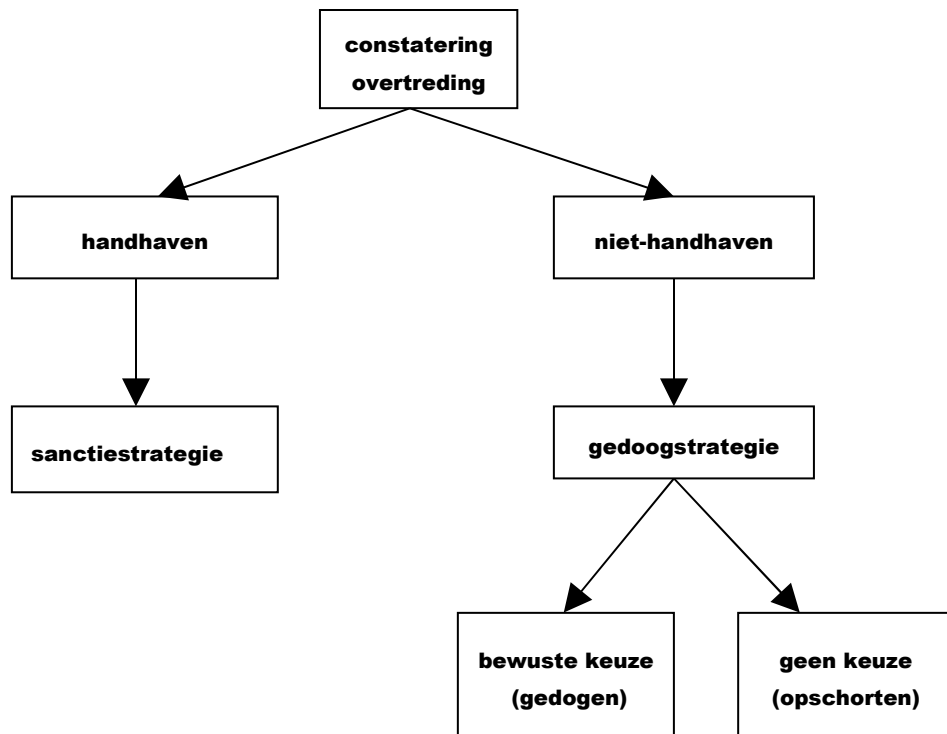 constatering
overtreding
handhaven
niet-handhaven
sanctiestrategie
gedoogstrategie
bewuste keuze
(gedogen)
geen keuze
(opschorten)